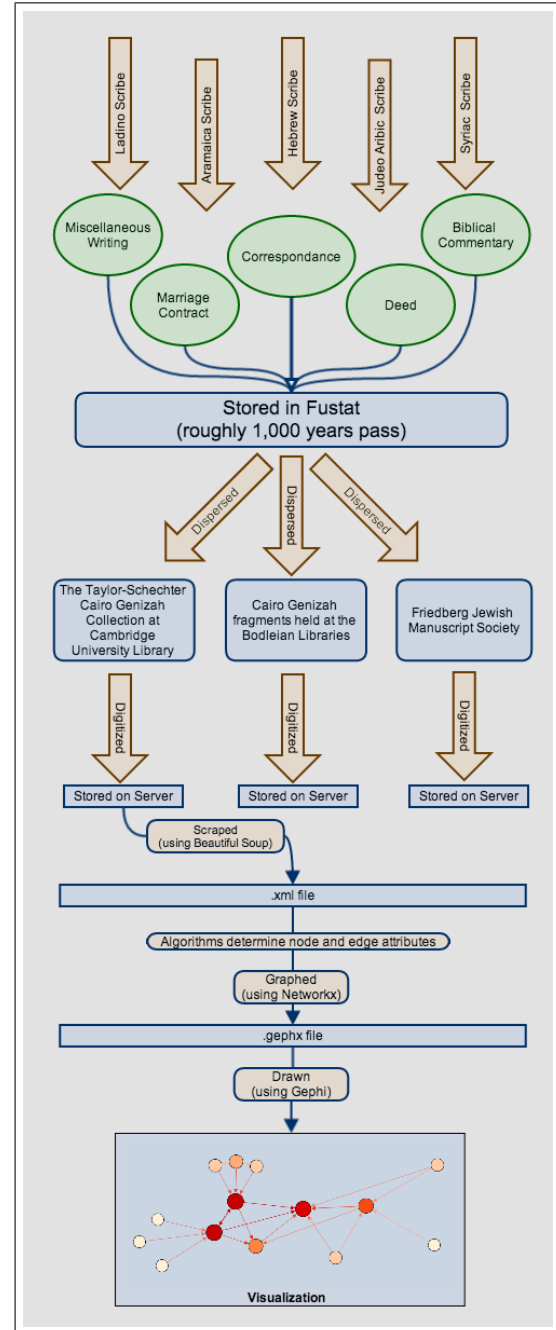 Ladino Scribe
Aramaica Scribe
Hebrew Scribe
Judeo Aribic Scribe
Syriac Scribe
Miscellaneous
Writing
Marriage
Contract
Correspondance
Deed
Biblical
Commentary
Stored in Fustat
(roughly 1,000 years pass)
Dispersed
Dispersed
Dispersed
The Taylor-Schechter
Cairo Genizah
Collection at
Cambridge
University Library
Cairo Genizah
fragments held at the
Bodleian Libraries
Friedberg Jewish
Manuscript Society
Digitized
Digitized
Digitized
Stored on Server
Stored on Server
Stored on Server
Scraped
(using Beautiful Soup)
.xml file
Algorithms determine node and edge attributes
Graphed
(using Networkx)
.gephx file
Drawn
(using Gephi)
Visualization